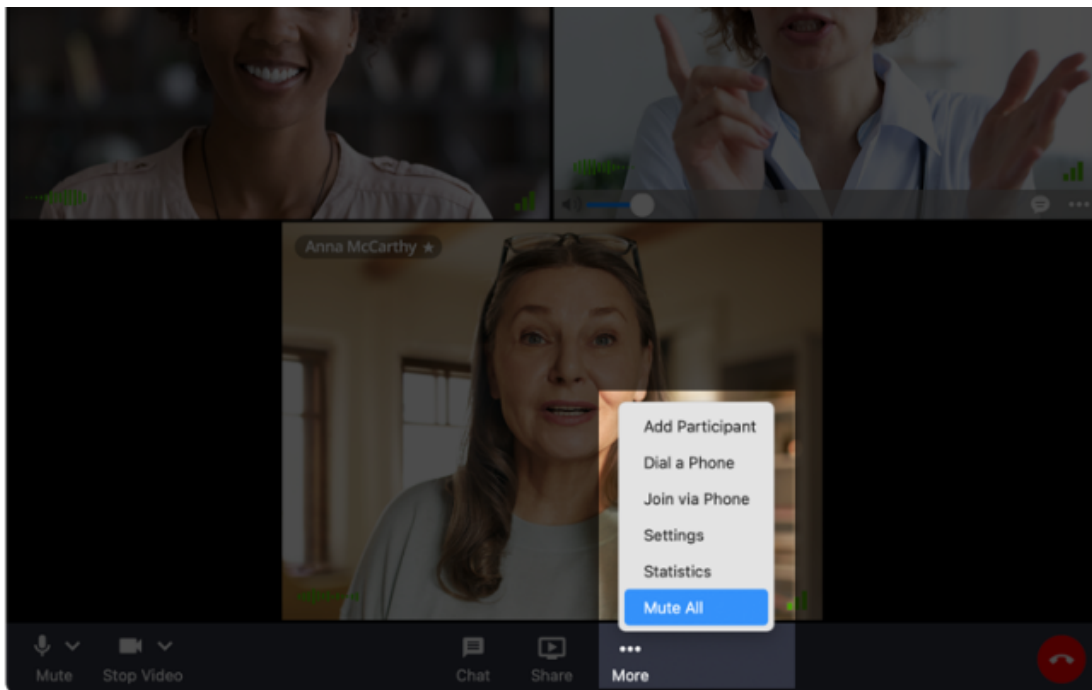 Anna McCarthy ★
Add Participant
Dial a Phone
Join via Phone
Settings
Statistics
Mute All
Mute
Stop Video
Chat
Share
More